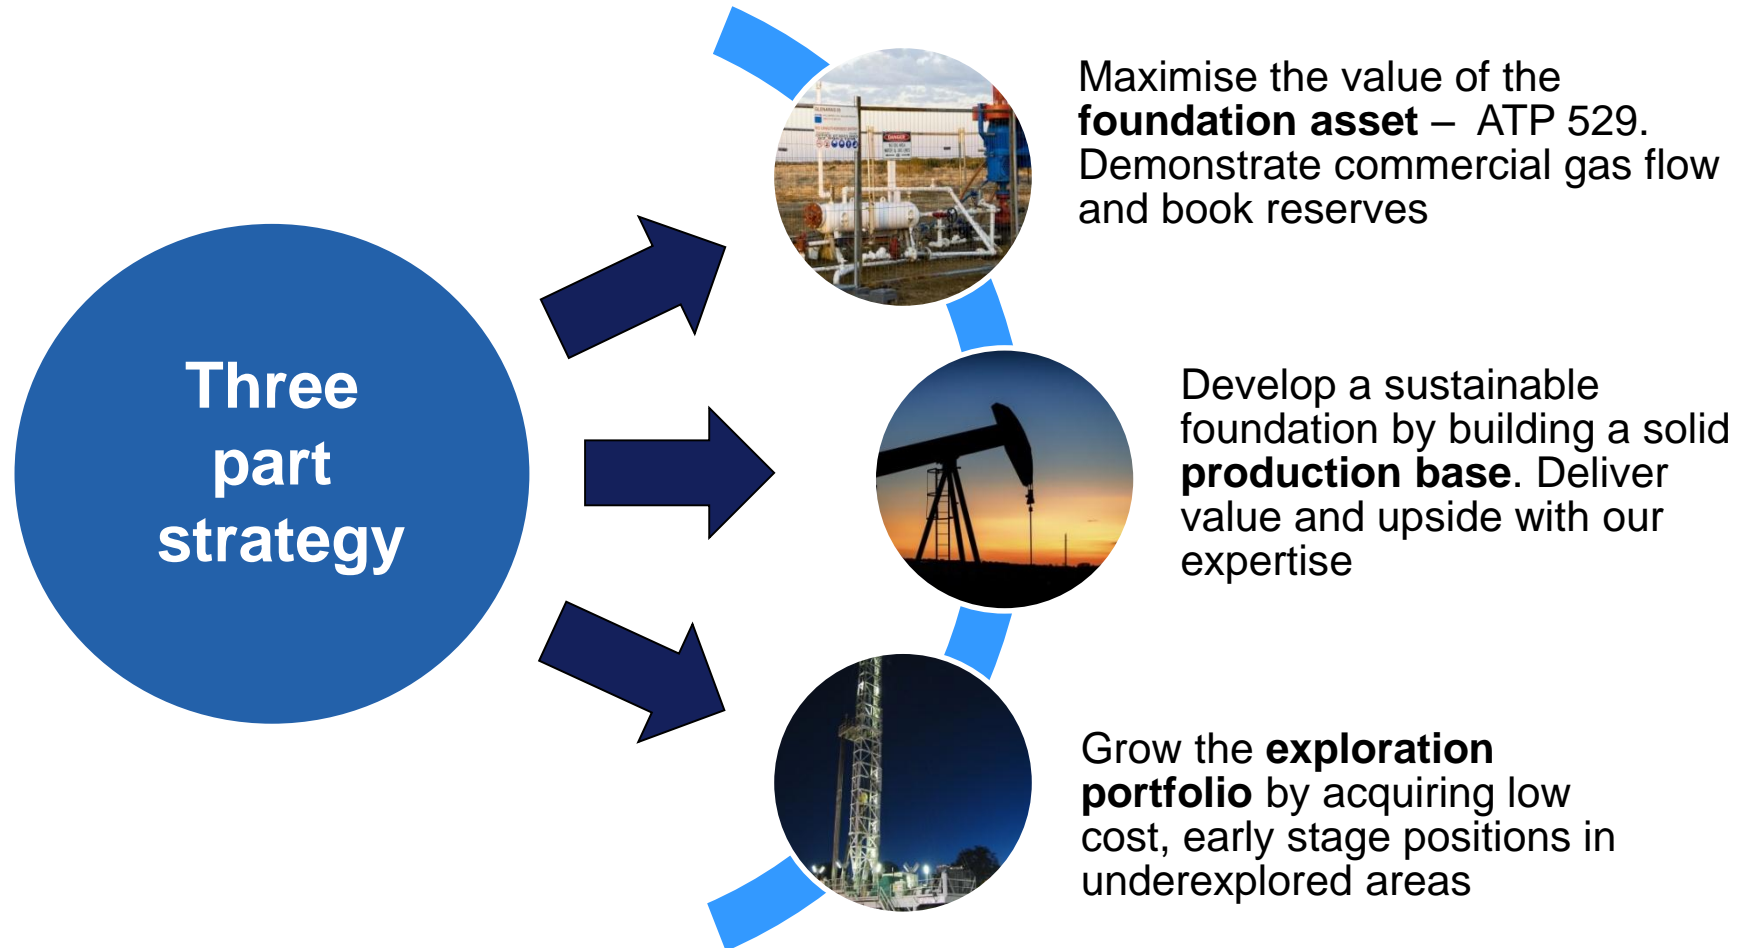 Three
part
strategy
Maximise the value of the
foundation asset – ATP 529.
Demonstrate commercial gas flow
and book reserves
DANGER
Develop a sustainable
foundation by building a solid
production base. Deliver
value and upside with our
expertise
Grow the exploration
portfolio by acquiring low
cost, early stage positions in
underexplored areas